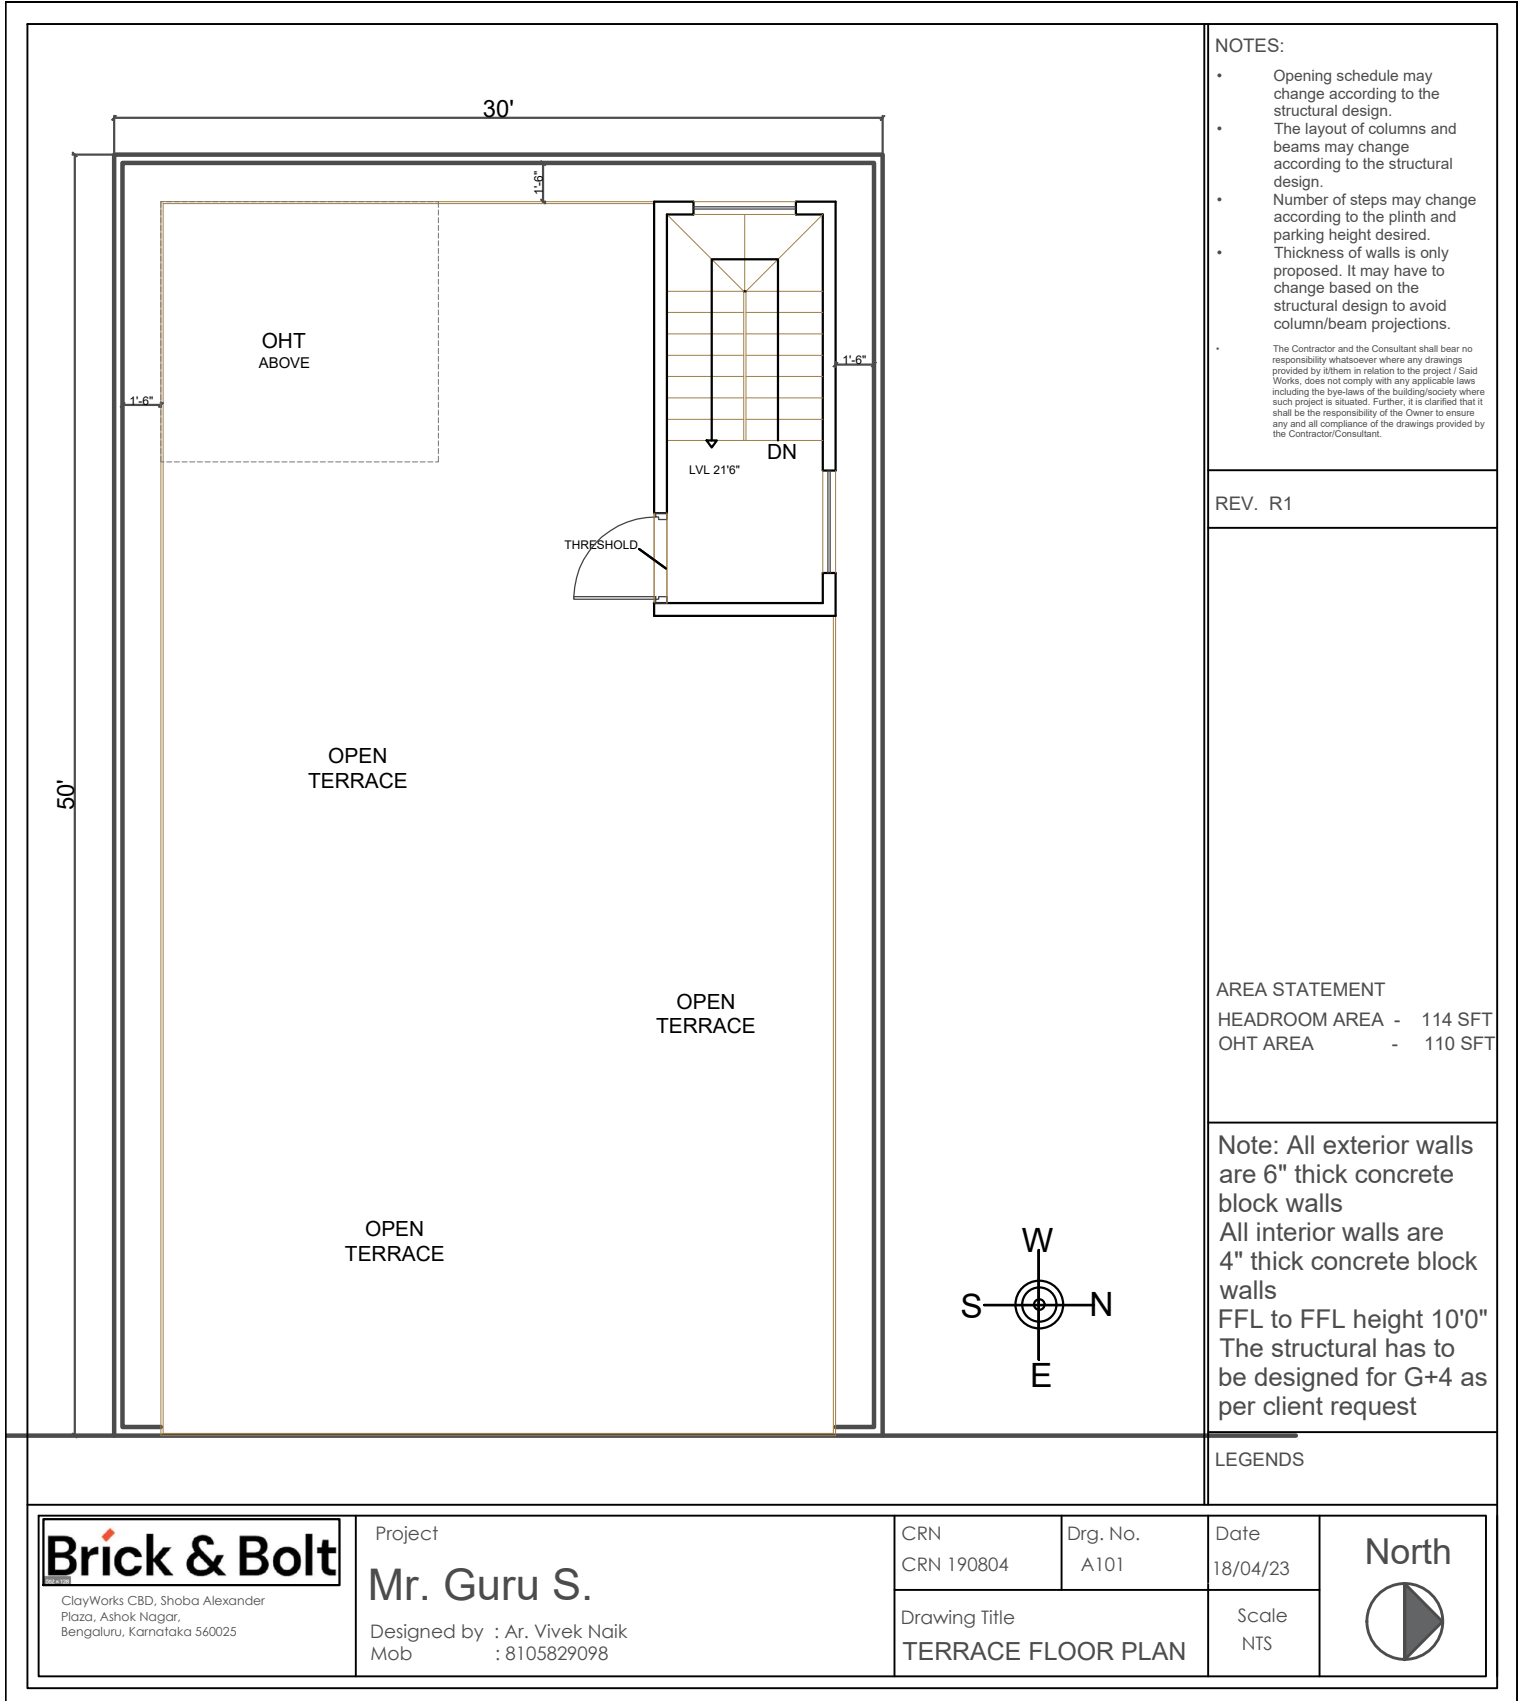 30'
1'-6"
OHT
ABOVE
1'-6"
1'-6"
DN
LVL 21'6"
THRESHOLD
50'
OPEN
TERRACE
OPEN
TERRACE
OPEN
TERRACE
W
S
N
E
NOTES:
• Opening schedule may
change according to the
structural design.
• The layout of columns and
beams may change
according to the structural
design.
• Number of steps may change
according to the plinth and
parking height desired.
• Thickness of walls is only
proposed. It may have to
change based on the
structural design to avoid
column/beam projections.
• The Contractor and the Consultant shall bear no
responsibility whatsoever where any drawings
provided by it/them in relation to the project / Said
Works, does not comply with any applicable laws
including the bye-laws of the building/society where
such project is situated. Further, it is clarified that it
shall be the responsibility of the Owner to ensure
any and all compliance of the drawings provided by
the Contractor/Consultant.
REV. R1
AREA STATEMENT
HEADROOM AREA - 114 SFT
OHT AREA - 110 SFT
Note: All exterior walls
are 6" thick concrete
block walls
All interior walls are
4" thick concrete block
walls
FFL to FFL height 10'0"
The structural has to
be designed for G+4 as
per client request
LEGENDS
Brick & Bolt
ClayWorks CBD, Shoba Alexander
Plaza, Ashok Nagar,
Bengaluru, Karnataka 560025
Project
Mr. Guru S.
Designed by : Ar. Vivek Naik
Mob : 8105829098
CRN
CRN 190804
Drg. No.
A101
Drawing Title
TERRACE FLOOR PLAN
Date
18/04/23
Scale
NTS
North